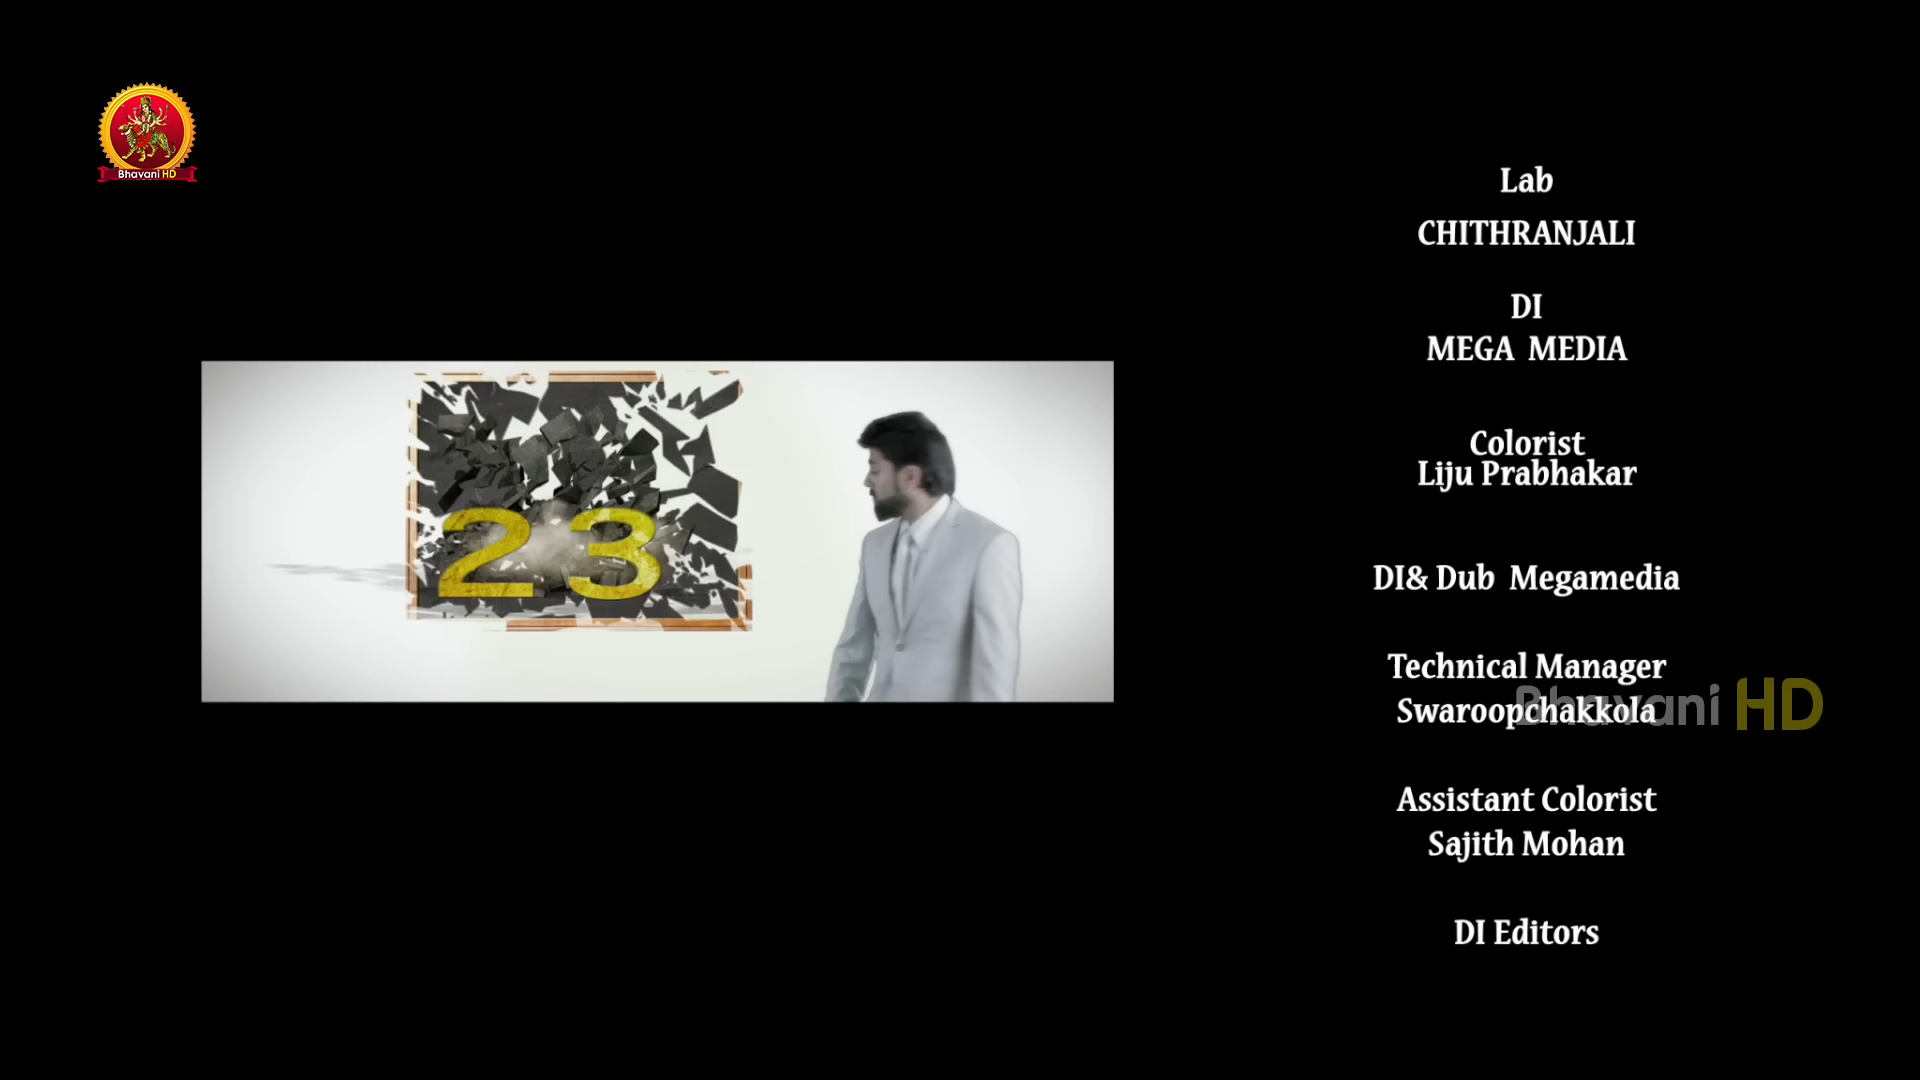 Bhavani HD
23
Lab
CHITHRANJALI
DI
MEGA MEDIA
Colorist
Liju Prabhakar
DI& Dub Megamedia
Technical Manager
Swaroopchakkola
Bhavani HD
Assistant Colorist
Sajith Mohan
DI Editors